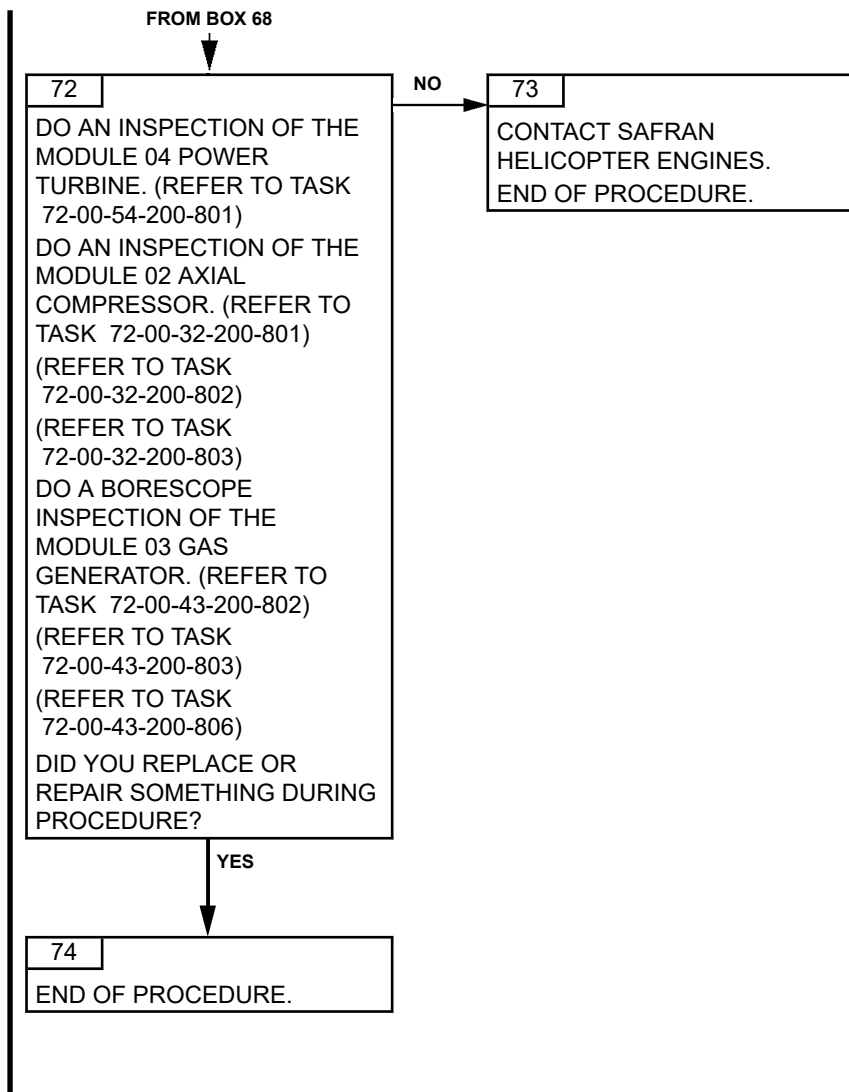 FROM BOX 68
72
DO AN INSPECTION OF THE
MODULE 04 POWER
TURBINE. (REFER TO TASK
72-00-54-200-801)
DO AN INSPECTION OF THE
MODULE 02 AXIAL
COMPRESSOR. (REFER TO
TASK 72-00-32-200-801)
(REFER TO TASK
72-00-32-200-802)
(REFER TO TASK
72-00-32-200-803)
DO A BORESCOPE
INSPECTION OF THE
MODULE 03 GAS
GENERATOR. (REFER TO
TASK 72-00-43-200-802)
(REFER TO TASK
72-00-43-200-803)
(REFER TO TASK
72-00-43-200-806)
DID YOU REPLACE OR
REPAIR SOMETHING DURING
PROCEDURE?
NO
73
CONTACT SAFRAN
HELICOPTER ENGINES.
END OF PROCEDURE.
YES
74
END OF PROCEDURE.